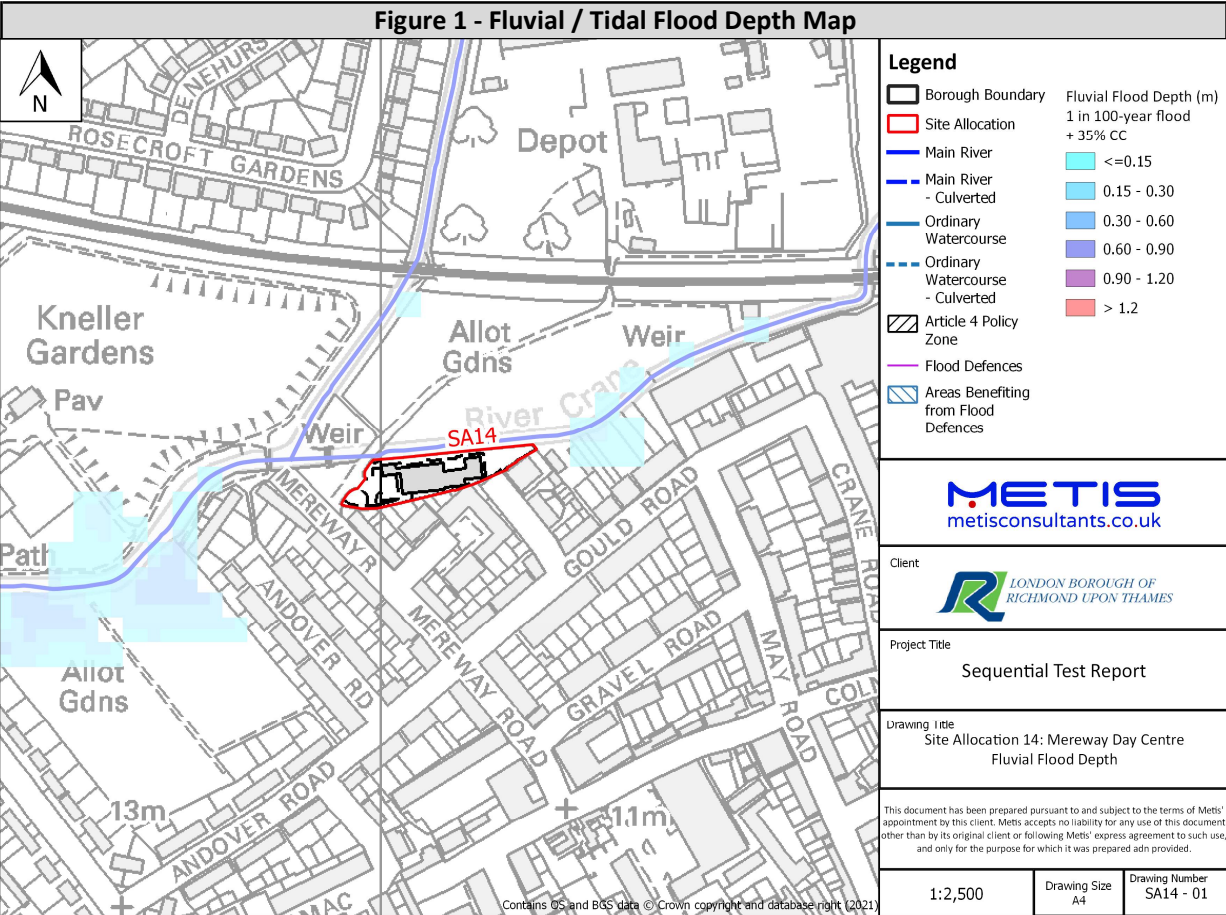 Figure 1 - Fluvial / Tidal Flood Depth Map
N
ROSECROFT GARDENS
Depot
Kneller
Gardens
Pav
Allot
Gdns
Weir
River Crane
Weir
SA14
MEREWAY R
Path
GOULD ROAD
CRANE ROAD
ANDOVER RD
MEREWAY ROAD
GRAVEL ROAD
MAY ROAD
Allot
Gdns
13m
ANDOVER ROAD
11m
Contains OS and BGS data © Crown copyright and database right (2021)
Legend
Borough Boundary
Site Allocation
Main River
Main River
- Culverted
Ordinary
Watercourse
Ordinary
Watercourse
- Culverted
Article 4 Policy
Zone
Flood Defences
Areas Benefiting
from Flood
Defences
Fluvial Flood Depth (m)
1 in 100-year flood
+ 35% CC
<=0.15
0.15 - 0.30
0.30 - 0.60
0.60 - 0.90
0.90 - 1.20
> 1.2
METIS
metisconsultants.co.uk
Client
LONDON BOROUGH OF
RICHMOND UPON THAMES
Project Title
Sequential Test Report
Drawing Title
Site Allocation 14: Mereway Day Centre
Fluvial Flood Depth
This document has been prepared pursuant to and subject to the terms of Metis'
appointment by this client. Metis accepts no liability for any use of this document
other than by its original client or following Metis' express agreement to such use,
and only for the purpose for which it was prepared adn provided.
1:2,500
Drawing Size
A4
Drawing Number
SA14 - 01